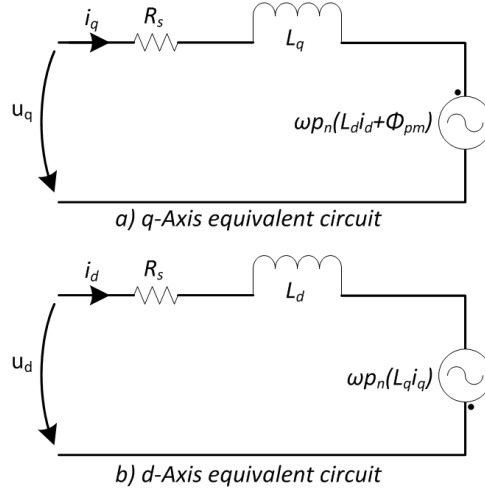 i_q R_s
L_q
u_q
ωp_n(L_d i_d+Φ_pm)
a) q-Axis equivalent circuit
i_d R_s
L_d
u_d
ωp_n(L_q i_q)
b) d-Axis equivalent circuit